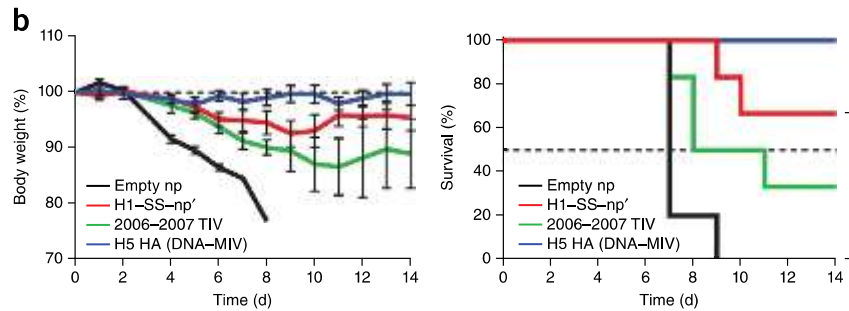 b
110
100
90
80
70
Body weight (%)
Empty np
H1–SS–np′
2006–2007 TIV
H5 HA (DNA–MIV)
0 2 4 6 8 10 12 14
Time (d)
100
80
60
40
20
0
Survival (%)
Empty np
H1–SS–np′
2006–2007 TIV
H5 HA (DNA–MIV)
0 2 4 6 8 10 12 14
Time (d)